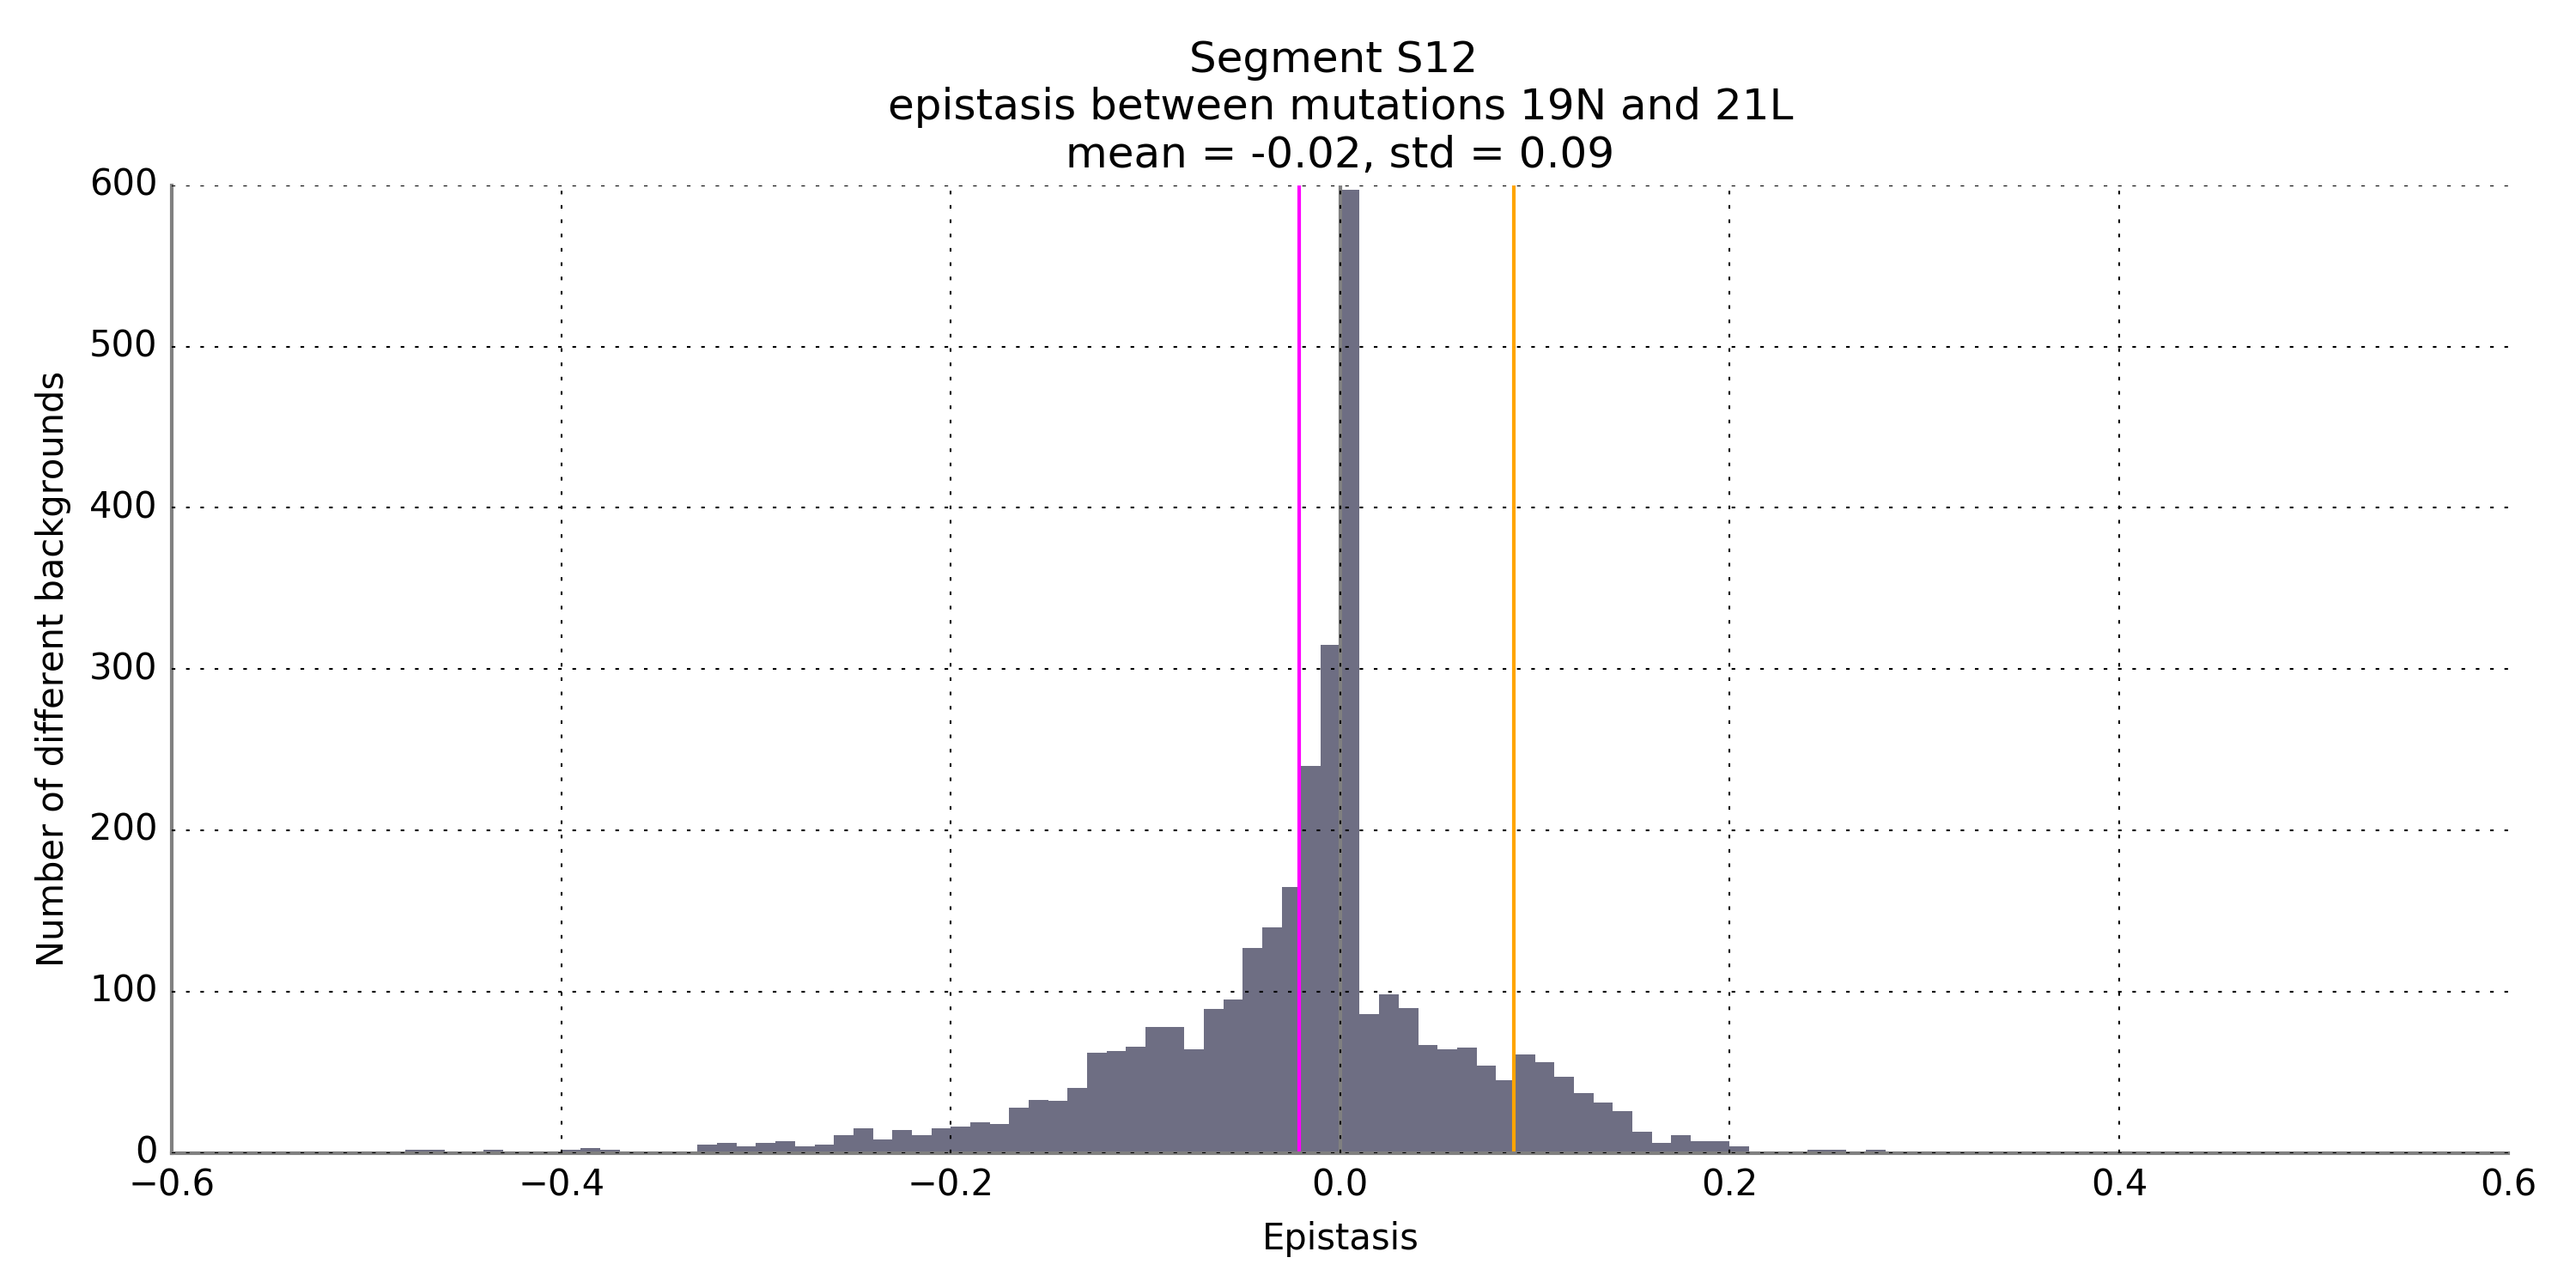 Segment S12
epistasis between mutations 19N and 21L
mean = -0.02, std = 0.09
600
500
400
300
200
100
0
Number of different backgrounds
−0.6 −0.4 −0.2 0.0 0.2 0.4 0.6
Epistasis